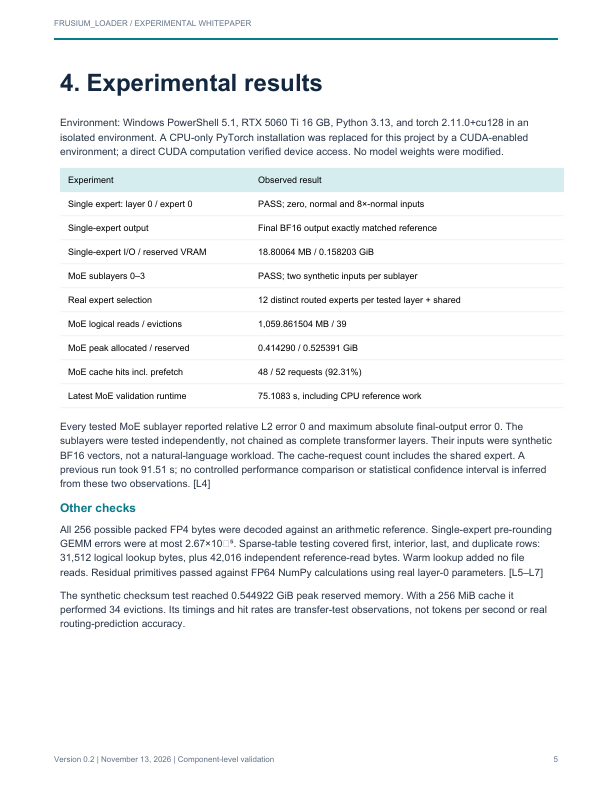 FRUSIUM_LOADER / EXPERIMENTAL WHITEPAPER
4. Experimental results
Environment: Windows PowerShell 5.1, RTX 5060 Ti 16 GB, Python 3.13, and torch 2.11.0+cu128 in an
isolated environment. A CPU-only PyTorch installation was replaced for this project by a CUDA-enabled
environment; a direct CUDA computation verified device access. No model weights were modified.
Experiment Observed result
Single expert: layer 0 / expert 0 PASS; zero, normal and 8×-normal inputs
Single-expert output Final BF16 output exactly matched reference
Single-expert I/O / reserved VRAM 18.80064 MB / 0.158203 GiB
MoE sublayers 0–3 PASS; two synthetic inputs per sublayer
Real expert selection 12 distinct routed experts per tested layer + shared
MoE logical reads / evictions 1,059.861504 MB / 39
MoE peak allocated / reserved 0.414290 / 0.525391 GiB
MoE cache hits incl. prefetch 48 / 52 requests (92.31%)
Latest MoE validation runtime 75.1083 s, including CPU reference work
Every tested MoE sublayer reported relative L2 error 0 and maximum absolute final-output error 0. The
sublayers were tested independently, not chained as complete transformer layers. Their inputs were synthetic
BF16 vectors, not a natural-language workload. The cache-request count includes the shared expert. A
previous run took 91.51 s; no controlled performance comparison or statistical confidence interval is inferred
from these two observations. [L4]
Other checks
All 256 possible packed FP4 bytes were decoded against an arithmetic reference. Single-expert pre-rounding
GEMM errors were at most 2.67×10□⁶. Sparse-table testing covered first, interior, last, and duplicate rows:
31,512 logical lookup bytes, plus 42,016 independent reference-read bytes. Warm lookup added no file
reads. Residual primitives passed against FP64 NumPy calculations using real layer-0 parameters. [L5–L7]
The synthetic checksum test reached 0.544922 GiB peak reserved memory. With a 256 MiB cache it
performed 34 evictions. Its timings and hit rates are transfer-test observations, not tokens per second or real
routing-prediction accuracy.
Version 0.2 | November 13, 2026 | Component-level validation 5